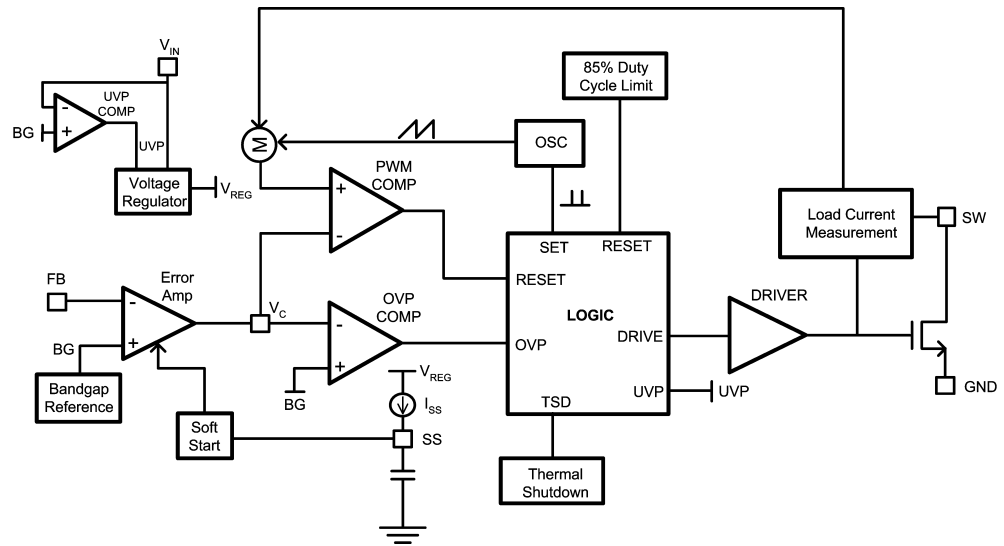 V_IN
UVP
COMP
-
+
BG
UVP
Voltage
Regulator
V_REG
M
OSC
85% Duty
Cycle Limit
PWM
COMP
+
-
SET
RESET
RESET
LOGIC
OVP
DRIVE
UVP
TSD
UVP
Load Current
Measurement
SW
DRIVER
GND
FB
Error
Amp
-
+
BG
Bandgap
Reference
V_C
OVP
COMP
-
+
BG
V_REG
I_SS
SS
Soft
Start
Thermal
Shutdown